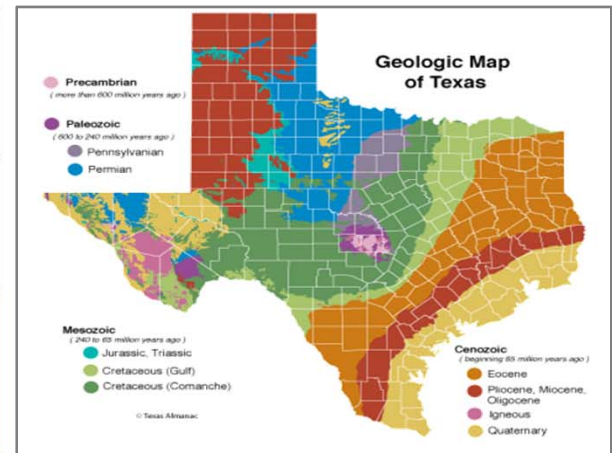 Geologic Map
of Texas
Precambrian
( more than 600 million years ago )
Paleozoic
( 600 to 240 million years ago )
Pennsylvanian
Permian
Mesozoic
( 240 to 65 million years ago )
Jurassic, Triassic
Cretaceous (Gulf)
Cretaceous (Comanche)
© Texas Almanac
Cenozoic
( beginning 65 million years ago )
Eocene
Pliocene, Miocene,
Oligocene
Igneous
Quaternary